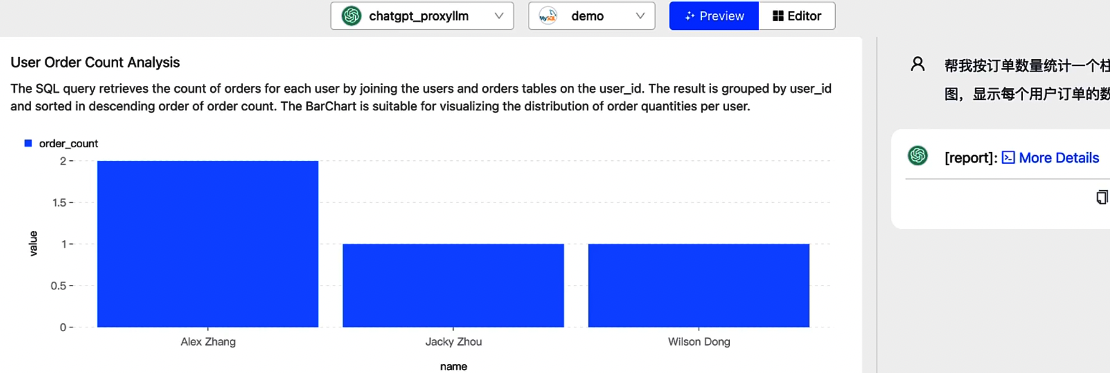 chatgpt_proxyllm
MySQL
demo
Preview
Editor
User Order Count Analysis
The SQL query retrieves the count of orders for each user by joining the users and orders tables on the user_id. The result is grouped by user_id
and sorted in descending order of order count. The BarChart is suitable for visualizing the distribution of order quantities per user.
order_count
2
1.5
1
0.5
0
value
Alex Zhang
Jacky Zhou
Wilson Dong
name
帮我按订单数量统计一个柱
图，显示每个用户订单的数
[report]: More Details